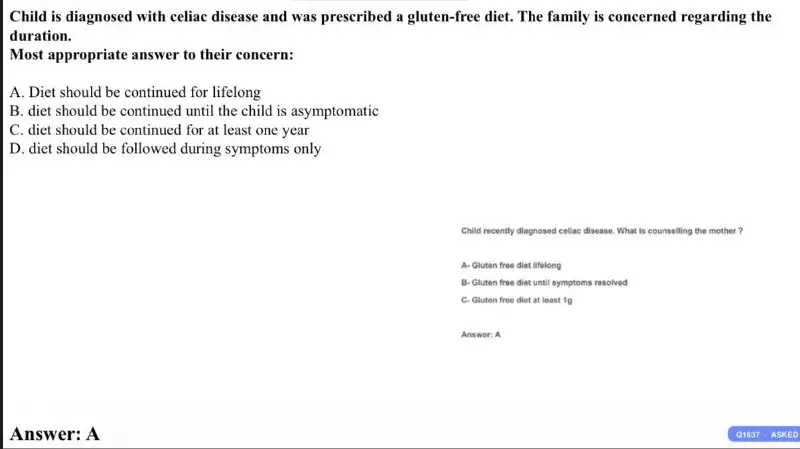 Child is diagnosed with celiac disease and was prescribed a gluten-free diet. The family is concerned regarding the
duration.
Most appropriate answer to their concern:
A. Diet should be continued for lifelong
B. diet should be continued until the child is asymptomatic
C. diet should be continued for at least one year
D. diet should be followed during symptoms only
Child recently diagnosed celiac disease. What is counselling the mother ?
A- Gluten free diet lifelong
B- Gluten free diet until symptoms resolved
C- Gluten free diet at least 1g
Answer: A
Answer: A
Q1637 - ASKED